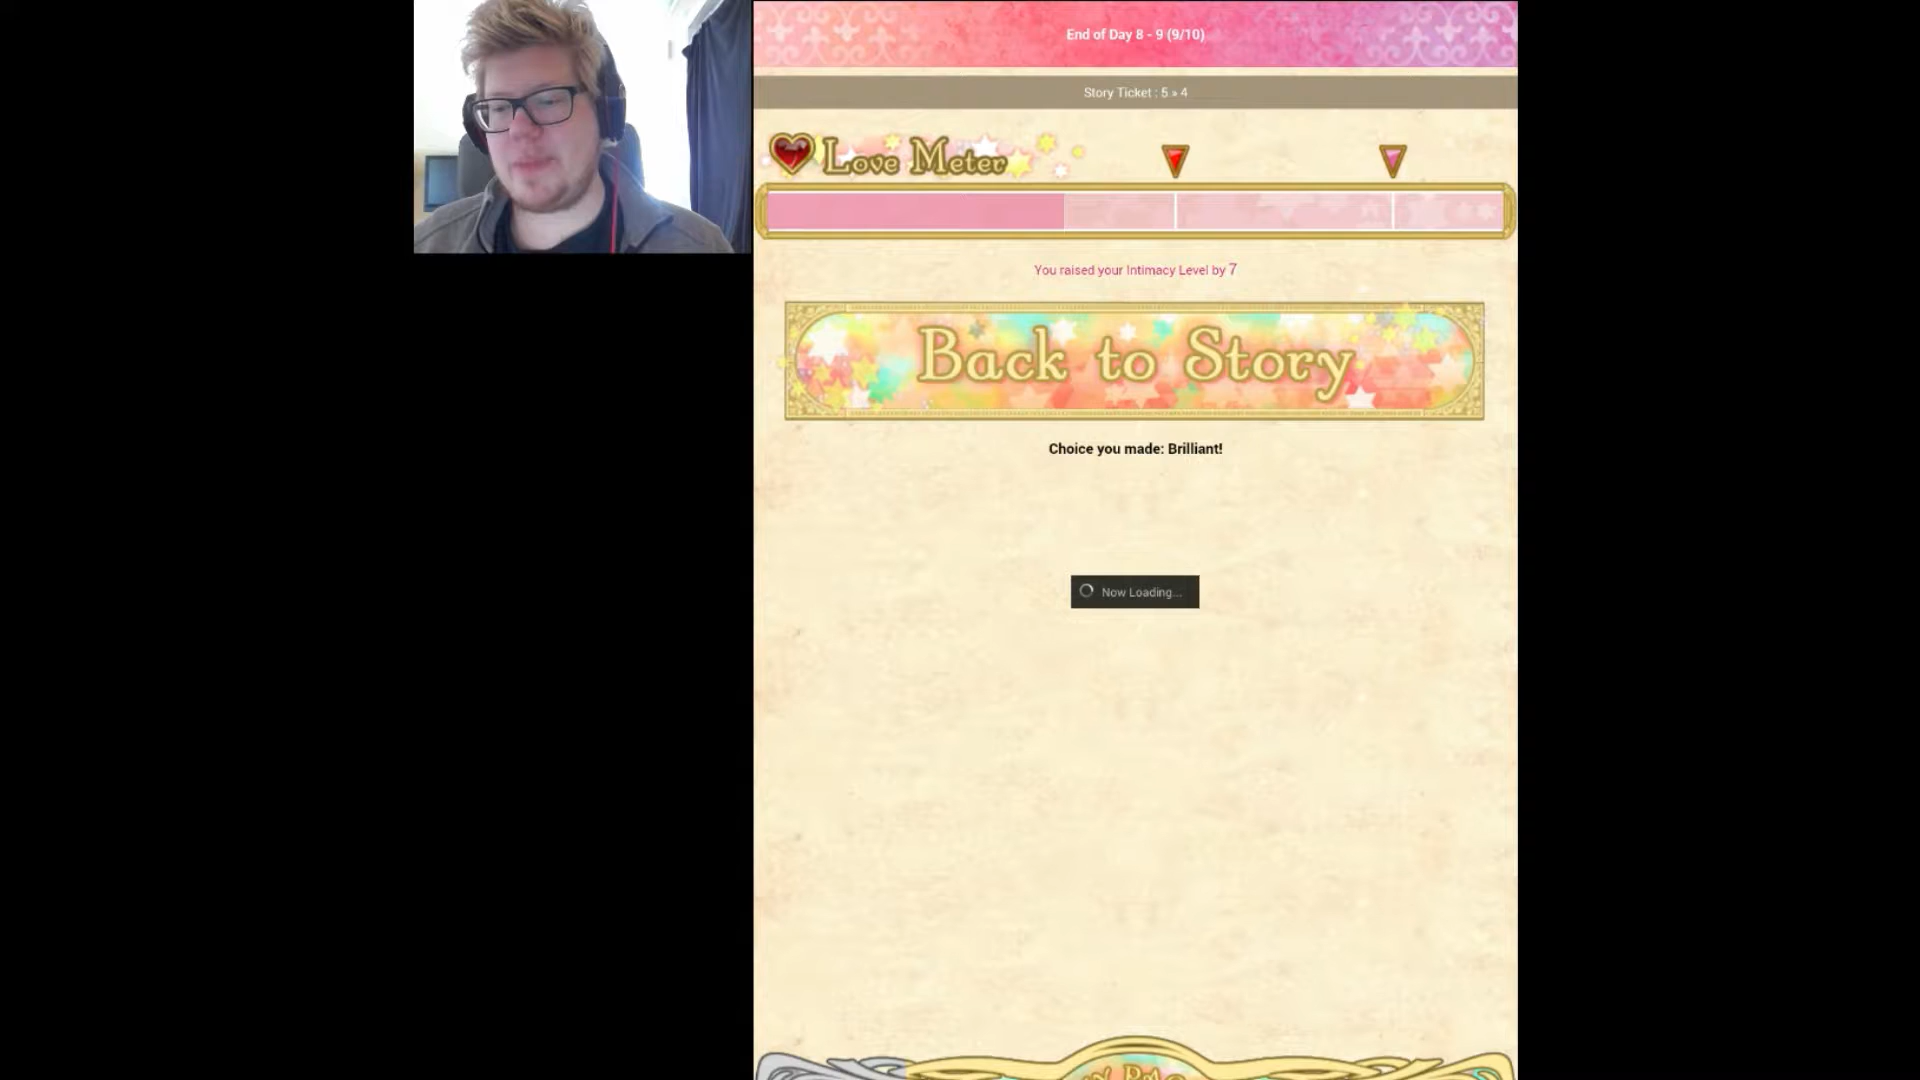 End of Day 8 - 9 (9/10)
Story Ticket : 5 » 4
Love Meter
You raised your Intimacy Level by 7
Back to Story
Choice you made: Brilliant!
Now Loading...